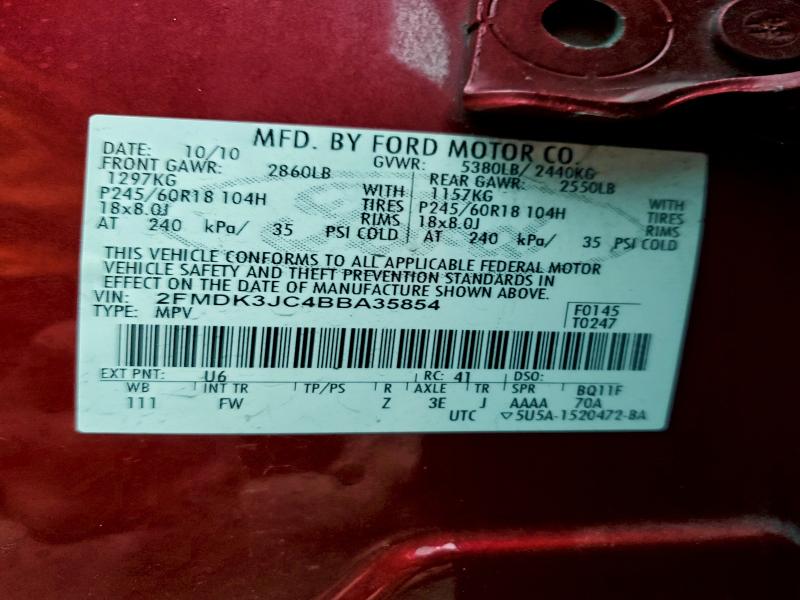 MFD. BY FORD MOTOR CO.
DATE: 10/10 GVWR: 5380LB/ 2440KG
FRONT GAWR: 2860LB REAR GAWR: 2550LB
1297KG WITH 1157KG WITH
P245/60R18 104H TIRES P245/60R18 104H TIRES
18x8.0J RIMS 18x8.0J RIMS
AT 240 kPa/ 35 PSI COLD AT 240 kPa/ 35 PSI COLD
THIS VEHICLE CONFORMS TO ALL APPLICABLE FEDERAL MOTOR
VEHICLE SAFETY AND THEFT PREVENTION STANDARDS IN
EFFECT ON THE DATE OF MANUFACTURE SHOWN ABOVE.
VIN: 2FMDK3JC4BBA35854 F0145
TYPE: MPV T0247
EXT PNT: U6 RC: 41 DSO:
WB INT TR TP/PS R AXLE TR SPR BQ11F
111 FW Z 3E J AAAA 70A
UTC ▽5U5A-1520472-BA